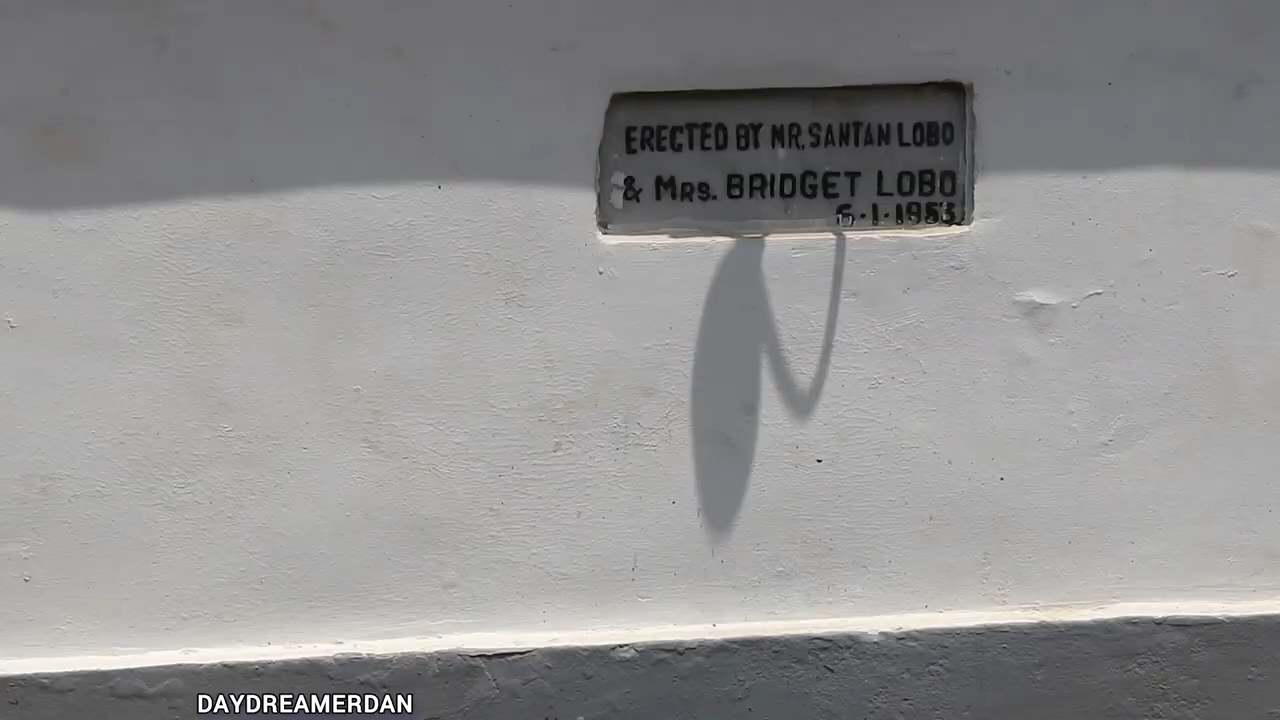 ERECTED BY MR. SANTAN LOBO
& MRS. BRIDGET LOBO
6·1·1953
DAYDREAMERDAN